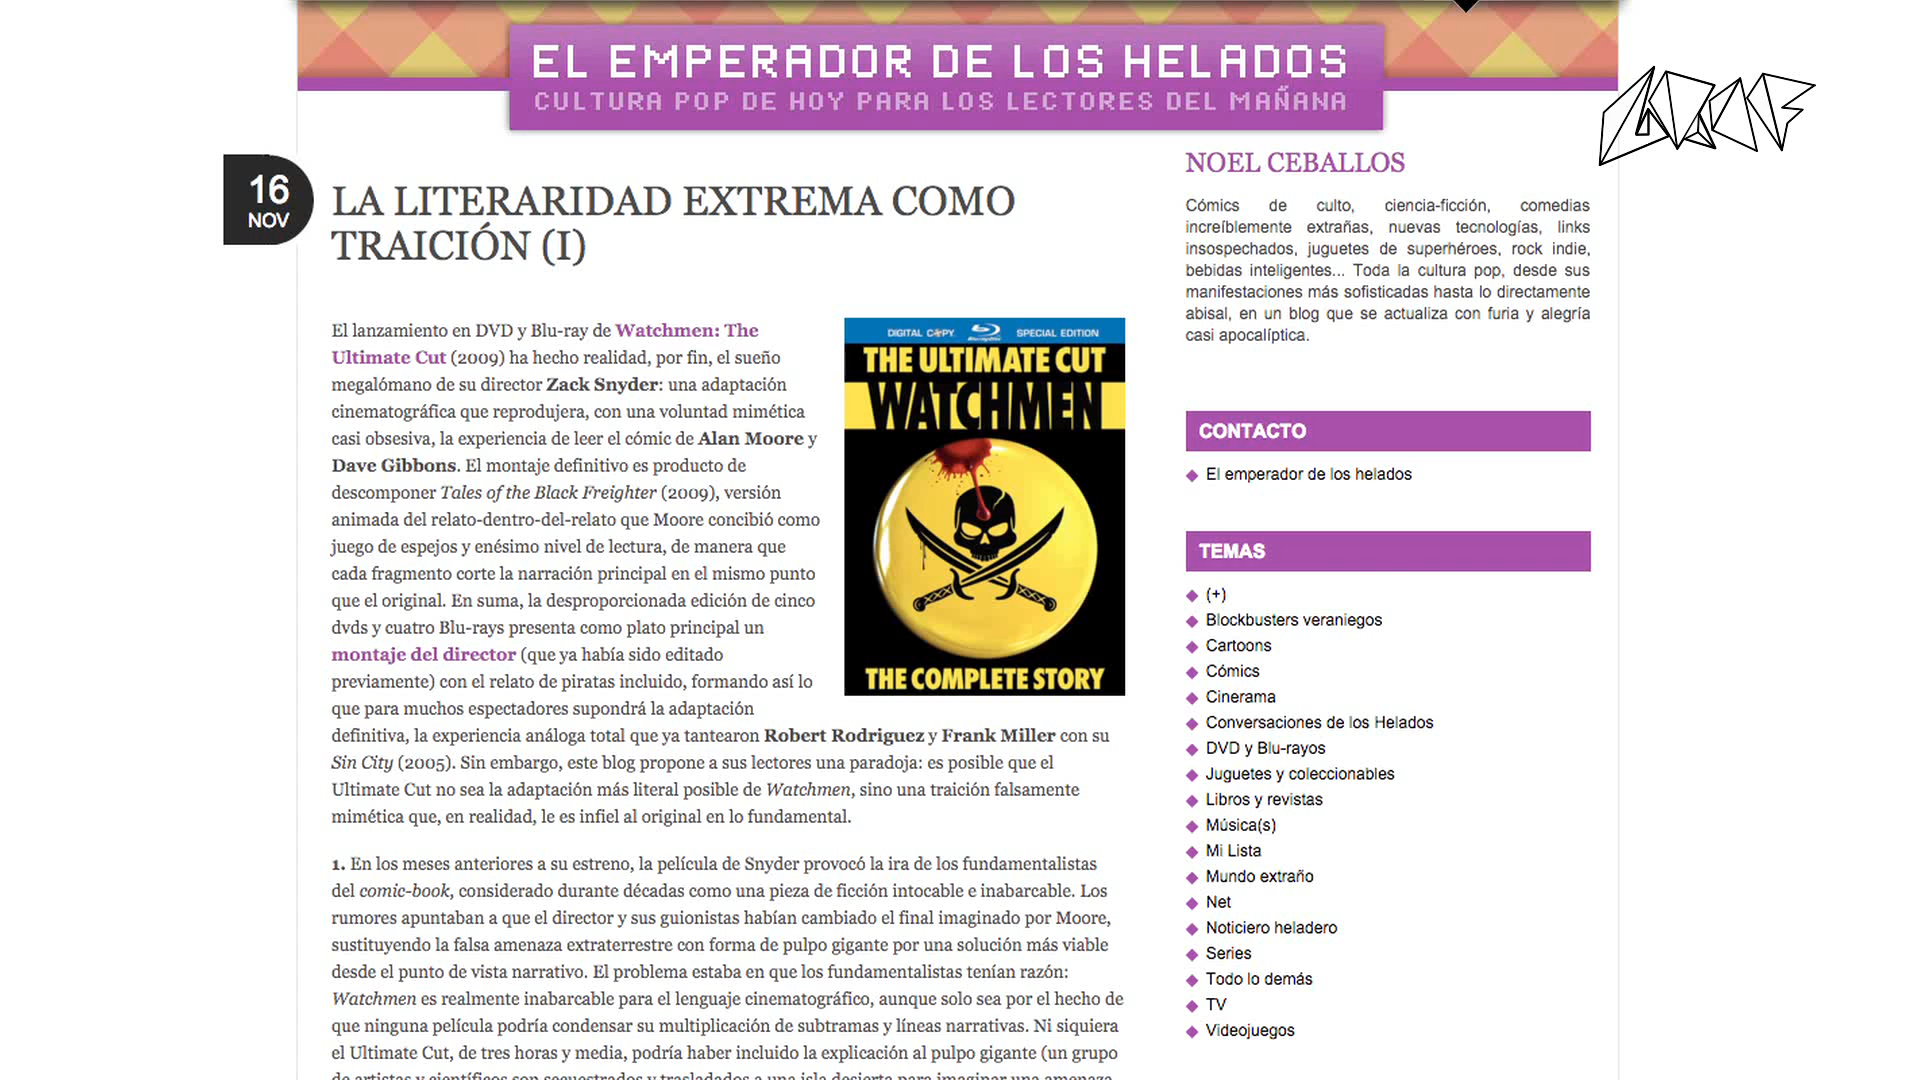 EL EMPERADOR DE LOS HELADOS
CULTURA POP DE HOY PARA LOS LECTORES DEL MAÑANA
16
NOV
LA LITERARIDAD EXTREMA COMO
TRAICIÓN (I)
El lanzamiento en DVD y Blu-ray de Watchmen: The
Ultimate Cut (2009) ha hecho realidad, por fin, el sueño
megalómano de su director Zack Snyder: una adaptación
cinematográfica que reprodujera, con una voluntad mimética
casi obsesiva, la experiencia de leer el cómic de Alan Moore y
Dave Gibbons. El montaje definitivo es producto de
descomponer Tales of the Black Freighter (2009), versión
animada del relato-dentro-del-relato que Moore concibió como
juego de espejos y enésimo nivel de lectura, de manera que
cada fragmento corte la narración principal en el mismo punto
que el original. En suma, la desproporcionada edición de cinco
dvds y cuatro Blu-rays presenta como plato principal un
montaje del director (que ya había sido editado
previamente) con el relato de piratas incluido, formando así lo
que para muchos espectadores supondrá la adaptación
definitiva, la experiencia análoga total que ya tantearon Robert Rodriguez y Frank Miller con su
Sin City (2005). Sin embargo, este blog propone a sus lectores una paradoja: es posible que el
Ultimate Cut no sea la adaptación más literal posible de Watchmen, sino una traición falsamente
mimética que, en realidad, le es infiel al original en lo fundamental.
DIGITAL COPY Blu-ray Disc SPECIAL EDITION
THE ULTIMATE CUT
WATCHMEN
THE COMPLETE STORY
1. En los meses anteriores a su estreno, la película de Snyder provocó la ira de los fundamentalistas
del comic-book, considerado durante décadas como una pieza de ficción intocable e inabarcable. Los
rumores apuntaban a que el director y sus guionistas habían cambiado el final imaginado por Moore,
sustituyendo la falsa amenaza extraterrestre con forma de pulpo gigante por una solución más viable
desde el punto de vista narrativo. El problema estaba en que los fundamentalistas tenían razón:
Watchmen es realmente inabarcable para el lenguaje cinematográfico, aunque solo sea por el hecho de
que ninguna película podría condensar su multiplicación de subtramas y líneas narrativas. Ni siquiera
el Ultimate Cut, de tres horas y media, podría haber incluido la explicación al pulpo gigante (un grupo
de artistas y científicos son secuestrados y trasladados a una isla desierta para imaginar una amenaza
NOEL CEBALLOS
Cómics de culto, ciencia-ficción, comedias
increíblemente extrañas, nuevas tecnologías, links
insospechados, juguetes de superhéroes, rock indie,
bebidas inteligentes... Toda la cultura pop, desde sus
manifestaciones más sofisticadas hasta lo directamente
abisal, en un blog que se actualiza con furia y alegría
casi apocalíptica.
CONTACTO
El emperador de los helados
TEMAS
(+)
Blockbusters veraniegos
Cartoons
Cómics
Cinerama
Conversaciones de los Helados
DVD y Blu-rayos
Juguetes y coleccionables
Libros y revistas
Música(s)
Mi Lista
Mundo extraño
Net
Noticiero heladero
Series
Todo lo demás
TV
Videojuegos